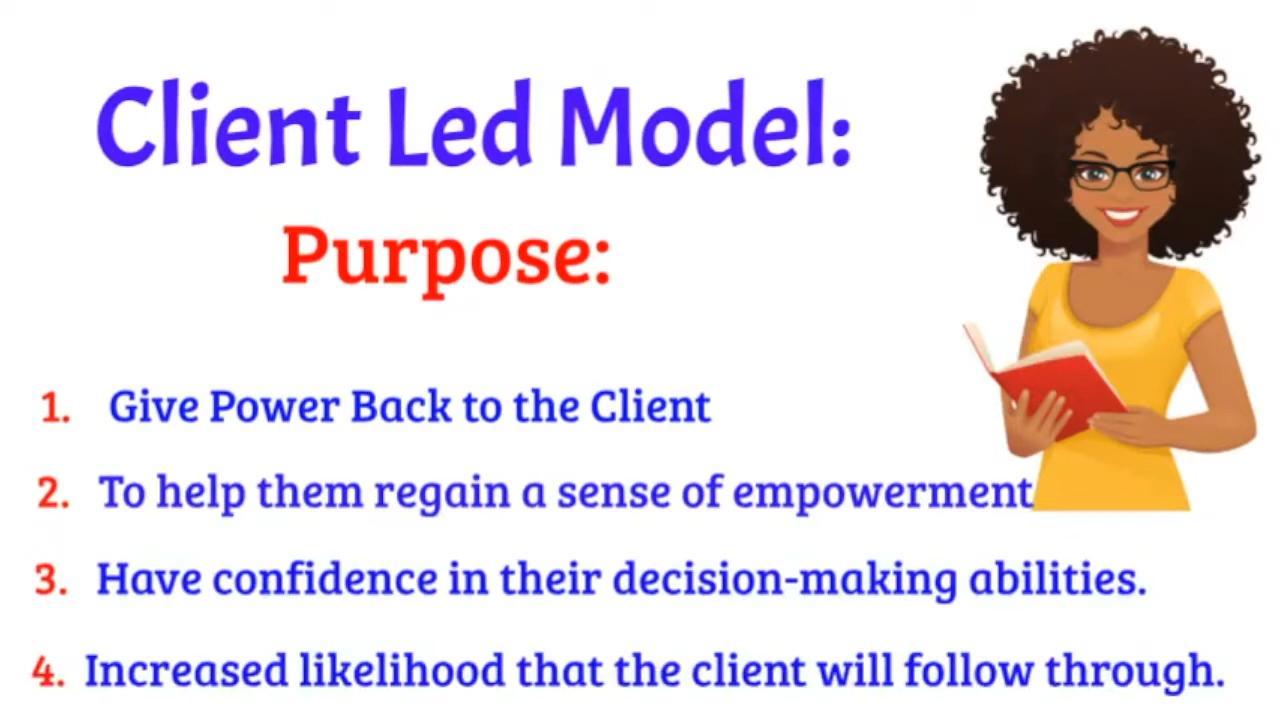 Client Led Model:
Purpose:
1. Give Power Back to the Client
2. To help them regain a sense of empowerment
3. Have confidence in their decision-making abilities.
4. Increased likelihood that the client will follow through.